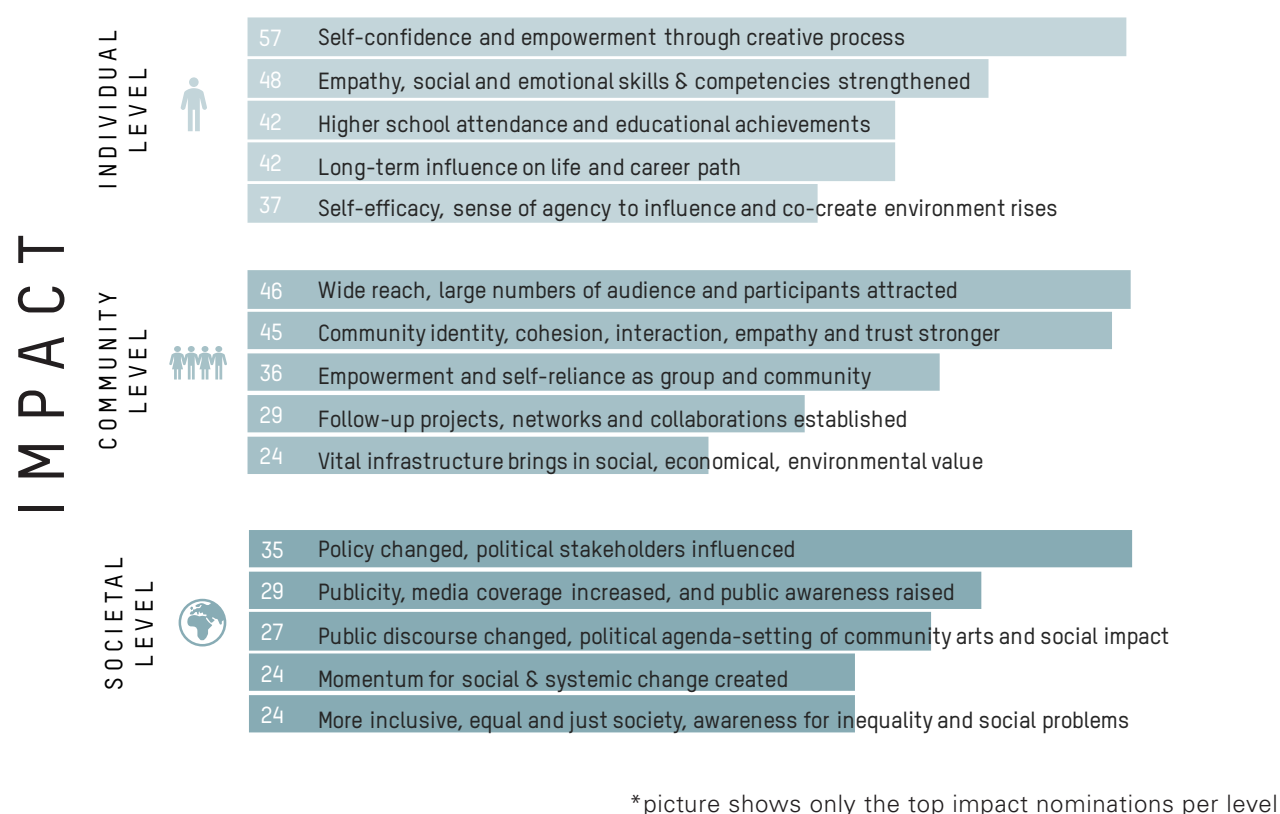 IMPACT
INDIVIDUAL
LEVEL
57 Self-confidence and empowerment through creative process
48 Empathy, social and emotional skills & competencies strengthened
42 Higher school attendance and educational achievements
42 Long-term influence on life and career path
37 Self-efficacy, sense of agency to influence and co-create environment rises
COMMUNITY
LEVEL
46 Wide reach, large numbers of audience and participants attracted
45 Community identity, cohesion, interaction, empathy and trust stronger
36 Empowerment and self-reliance as group and community
29 Follow-up projects, networks and collaborations established
24 Vital infrastructure brings in social, economical, environmental value
SOCIETAL
LEVEL
35 Policy changed, political stakeholders influenced
29 Publicity, media coverage increased, and public awareness raised
27 Public discourse changed, political agenda-setting of community arts and social impact
24 Momentum for social & systemic change created
24 More inclusive, equal and just society, awareness for inequality and social problems
*picture shows only the top impact nominations per level